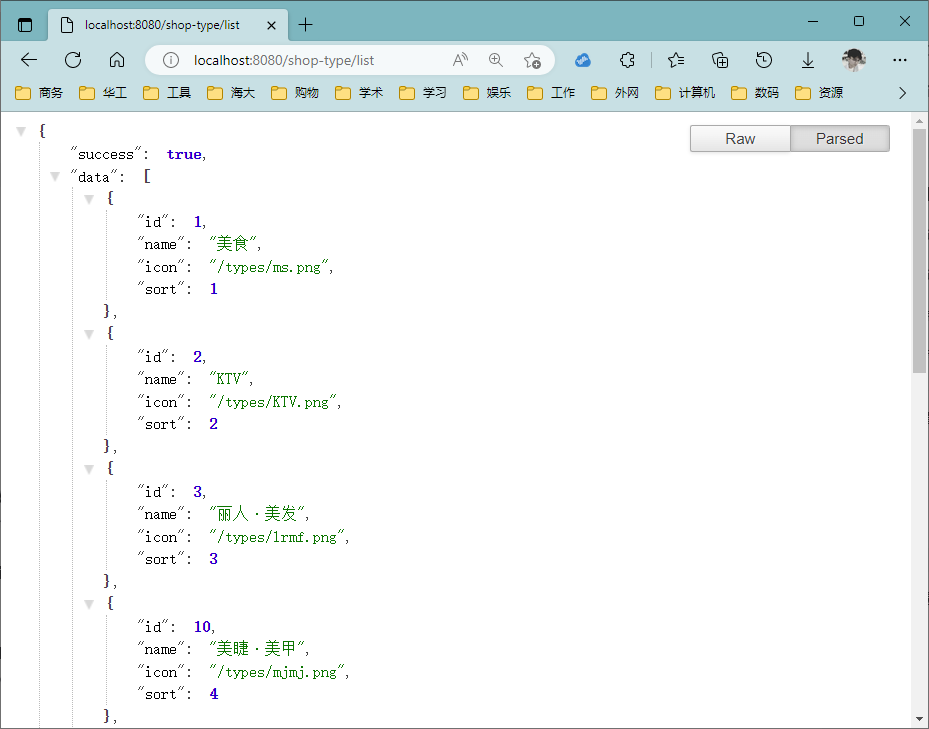 localhost:8080/shop-type/list
localhost:8080/shop-type/list
商务 华工 工具 海大 购物 学术 学习 娱乐 工作 外网 计算机 数码 资源
Raw Parsed
{
"success": true,
"data": [
{
"id": 1,
"name": "美食",
"icon": "/types/ms.png",
"sort": 1
},
{
"id": 2,
"name": "KTV",
"icon": "/types/KTV.png",
"sort": 2
},
{
"id": 3,
"name": "丽人·美发",
"icon": "/types/lrmf.png",
"sort": 3
},
{
"id": 10,
"name": "美睫·美甲",
"icon": "/types/mjmj.png",
"sort": 4
},